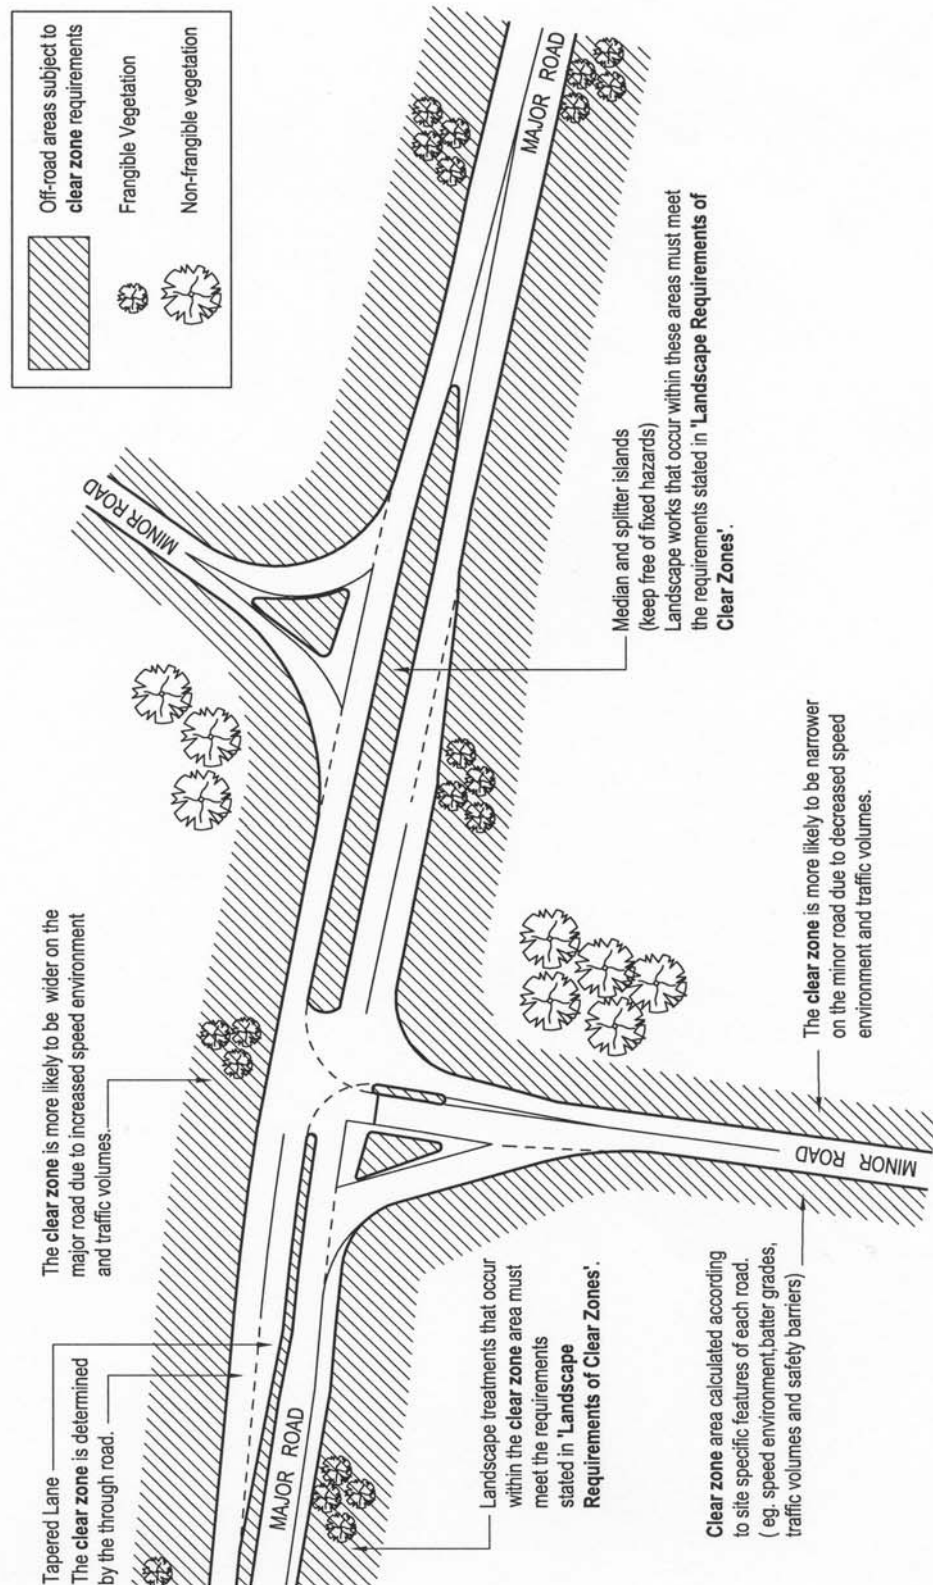 Off-road areas subject to
clear zone requirements
Frangible Vegetation
Non-frangible vegetation
Tapered Lane
The clear zone is determined
by the through road.
The clear zone is more likely to be wider on the
major road due to increased speed environment
and traffic volumes.
MINOR ROAD
MAJOR ROAD
MAJOR ROAD
Landscape treatments that occur
within the clear zone area must
meet the requirements
stated in 'Landscape
Requirements of Clear Zones'.
Median and splitter islands
(keep free of fixed hazards)
Landscape works that occur within these areas must meet
the requirements stated in 'Landscape Requirements of
Clear Zones'.
MINOR ROAD
Clear zone area calculated according
to site specific features of each road.
( eg. speed environment,batter grades,
traffic volumes and safety barriers)
The clear zone is more likely to be narrower
on the minor road due to decreased speed
environment and traffic volumes.